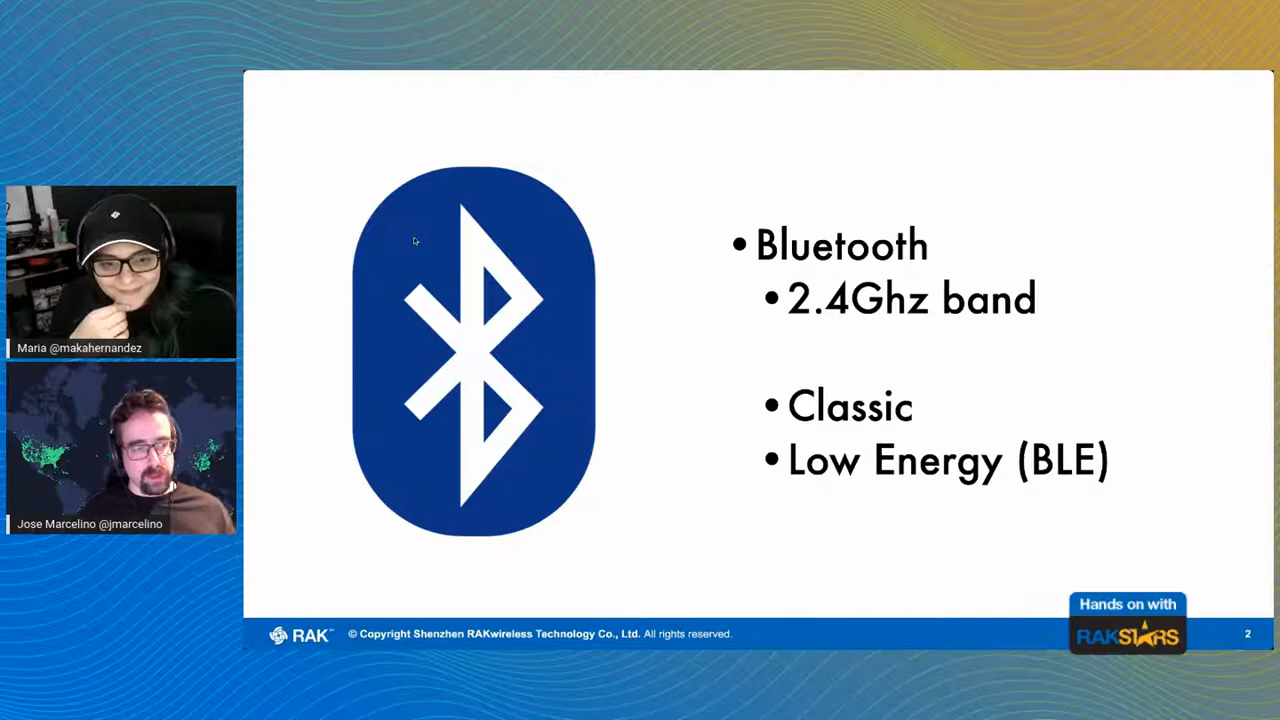 Maria @makahernandez
Jose Marcelino @jmarcelino
•Bluetooth
•2.4Ghz band
•Classic
•Low Energy (BLE)
Hands on with
RAKSTARS
RAK™ © Copyright Shenzhen RAKwireless Technology Co., Ltd. All rights reserved. 2